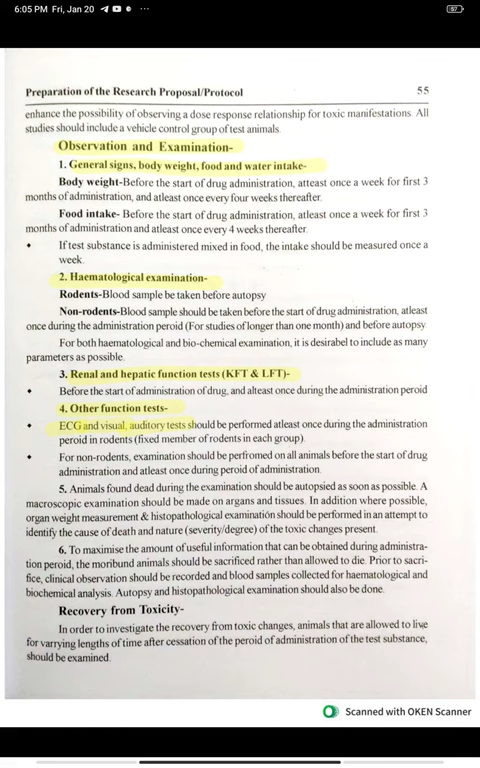 6:05 PM Fri, Jan 20
57
Preparation of the Research Proposal/Protocol 55
enhance the possibility of observing a dose response relationship for toxic manifestations. All
studies should include a vehicle control group of test animals.
Observation and Examination-
1. General signs, body weight, food and water intake-
Body weight-Before the start of drug administration, atteast once a week for first 3
months of administration, and atleast once every four weeks thereafter.
Food intake- Before the start of drug administration, atleast once a week for first 3
months of administration and atleast once every 4 weeks thereafter.
• If test substance is administered mixed in food, the intake should be measured once a
week.
2. Haematological examination-
Rodents-Blood sample be taken before autopsy
Non-rodents-Blood sample should be taken before the start of drug administration, atleast
once during the administration peroid (For studies of longer than one month) and before autopsy.
For both haematological and bio-chemical examination, it is desirabel to include as many
parameters as possible.
3. Renal and hepatic function tests (KFT & LFT)-
• Before the start of administration of drug, and alteast once during the administration peroid
4. Other function tests-
• ECG and visual, auditory tests should be performed atleast once during the administration
peroid in rodents (fixed member of rodents in each group).
• For non-rodents, examination should be perfromed on all animals before the start of drug
administration and atleast once during peroid of administration.
5. Animals found dead during the examination should be autopsied as soon as possible. A
macroscopic examination should be made on argans and tissues. In addition where possible,
organ weight measurement & histopathological examination should be performed in an attempt to
identify the cause of death and nature (severity/degree) of the toxic changes present.
6. To maximise the amount of useful information that can be obtained during administra-
tion peroid, the moribund animals should be sacrificed rather than allowed to die. Prior to sacri-
fice, clinical observation should be recorded and blood samples collected for haematological and
biochemical analysis. Autopsy and histopathological examination should also be done.
Recovery from Toxicity-
In order to investigate the recovery from toxic changes, animals that are allowed to live
for varrying lengths of time after cessation of the peroid of administration of the test substance,
should be examined.
Scanned with OKEN Scanner